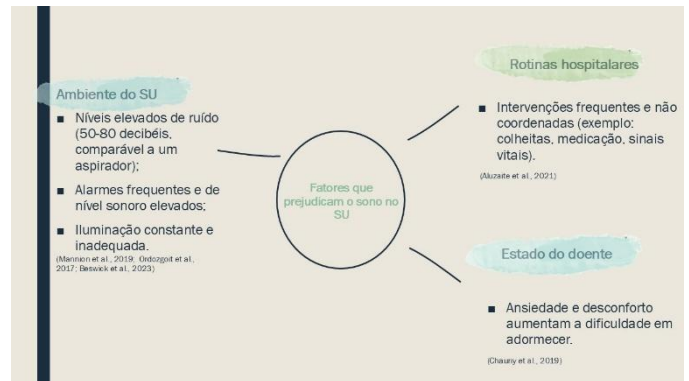 Ambiente do SU
■ Níveis elevados de ruído
(50-80 decibéis,
comparável a um
aspirador);
■ Alarmes frequentes e de
nível sonoro elevados;
■ Iluminação constante e
inadequada.
(Mannion et al., 2019; Ordozgoit et al.,
2017; Beswick et al., 2023)
Fatores que
prejudicam o sono no
SU
Rotinas hospitalares
■ Intervenções frequentes e não
coordenadas (exemplo:
colheitas, medicação, sinais
vitais).
(Aluzaite et al., 2021)
Estado do doente
■ Ansiedade e desconforto
aumentam a dificuldade em
adormecer.
(Chauny et al., 2019)